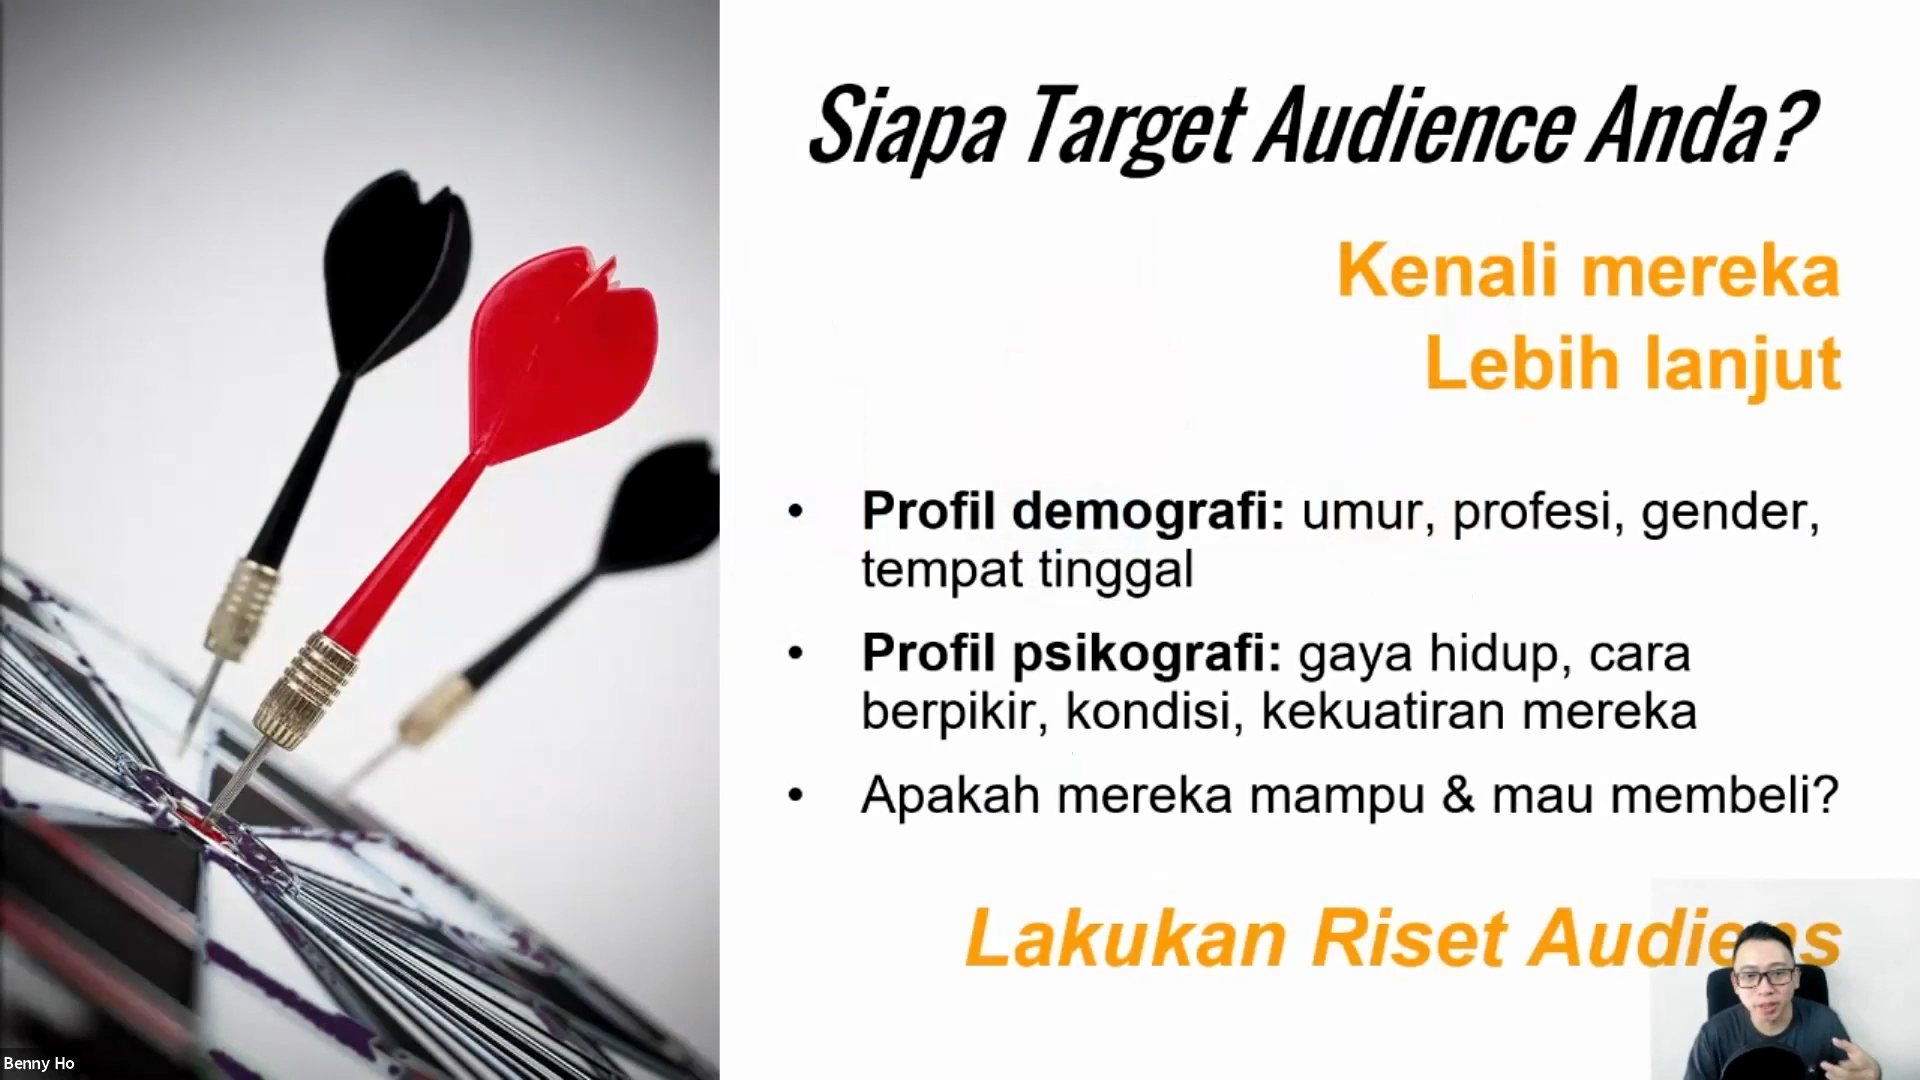 Siapa Target Audience Anda?
Kenali mereka
Lebih lanjut
• Profil demografi: umur, profesi, gender,
tempat tinggal
• Profil psikografi: gaya hidup, cara
berpikir, kondisi, kekuatiran mereka
• Apakah mereka mampu & mau membeli?
Lakukan Riset Audiens
Benny Ho